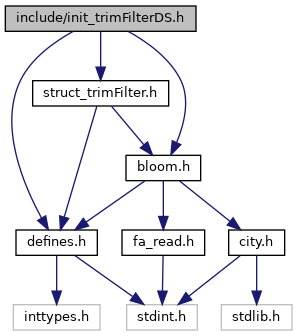 include/init_trimFilterDS.h
struct_trimFilter.h
bloom.h
defines.h
fa_read.h
city.h
inttypes.h
stdint.h
stdlib.h